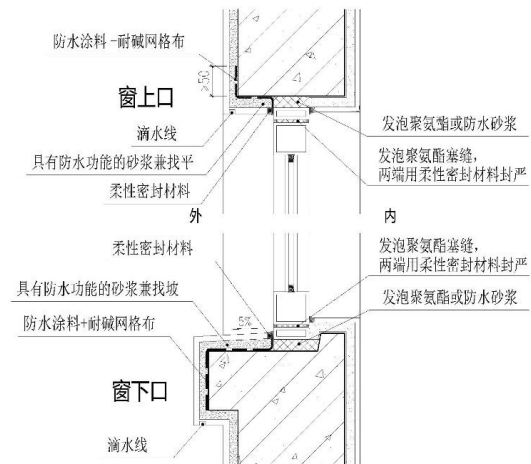 防水涂料-耐碱网格布
≥50
窗上口
滴水线
具有防水功能的砂浆兼找平
柔性密封材料
发泡聚氨酯或防水砂浆
发泡聚氨酯塞缝，
两端用柔性密封材料封严
外
内
柔性密封材料
具有防水功能的砂浆兼找坡
防水涂料+耐碱网格布
5%
窗下口
滴水线
发泡聚氨酯塞缝，
两端用柔性密封材料封严
发泡聚氨酯或防水砂浆